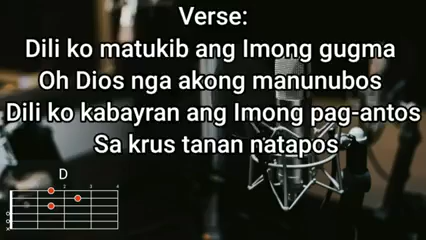 Verse:
Dili ko matukib ang Imong gugma
Oh Dios nga akong manunubos
Dili ko kabayran ang Imong pag-antos
Sa krus tanan natapos
D